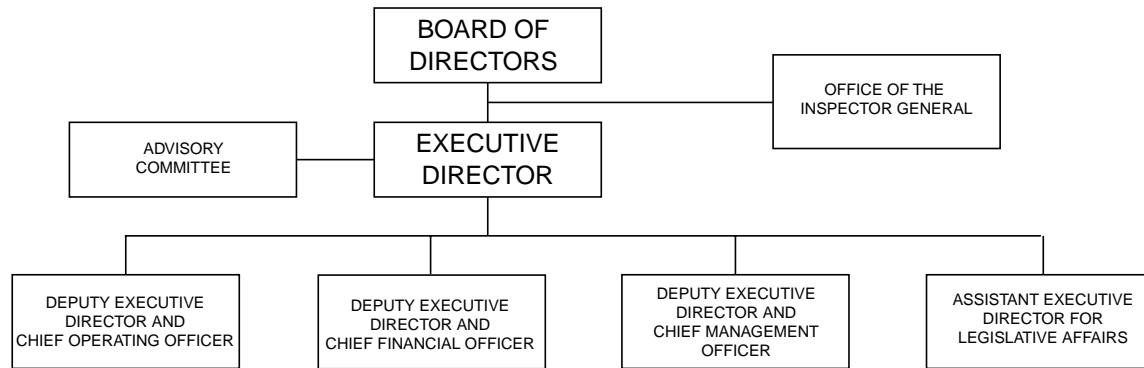 BOARD OF
DIRECTORS
OFFICE OF THE
INSPECTOR GENERAL
ADVISORY
COMMITTEE
EXECUTIVE
DIRECTOR
DEPUTY EXECUTIVE
DIRECTOR AND
CHIEF OPERATING OFFICER
DEPUTY EXECUTIVE
DIRECTOR AND
CHIEF FINANCIAL OFFICER
DEPUTY EXECUTIVE
DIRECTOR AND
CHIEF MANAGEMENT
OFFICER
ASSISTANT EXECUTIVE
DIRECTOR FOR
LEGISLATIVE AFFAIRS